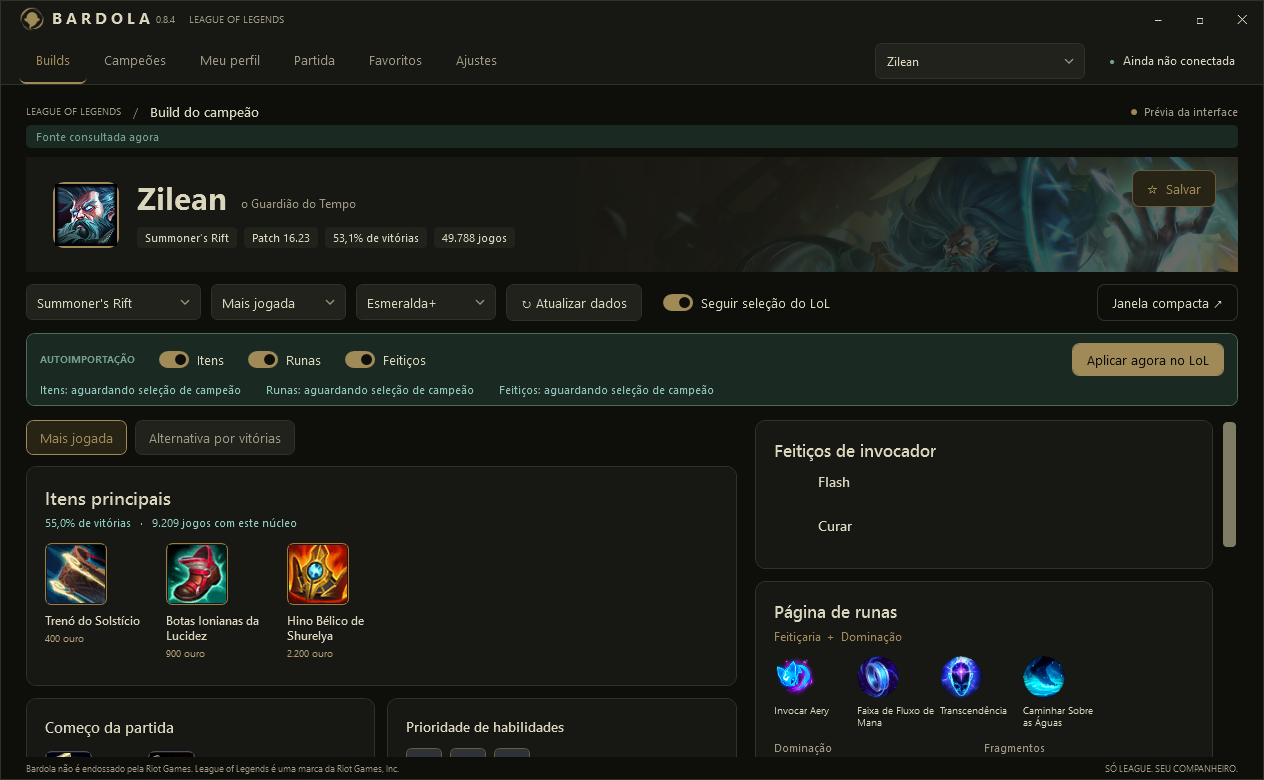 BARDOLA 0.8.4 LEAGUE OF LEGENDS
Builds Campeões Meu perfil Partida Favoritos Ajustes Zilean Ainda não conectada
LEAGUE OF LEGENDS / Build do campeão Prévia da interface
Fonte consultada agora
Zilean o Guardião do Tempo ☆ Salvar
Summoner's Rift Patch 16.23 53,1% de vitórias 49.788 jogos
Summoner's Rift Mais jogada Esmeralda+ ↻ Atualizar dados Seguir seleção do LoL Janela compacta ↗
AUTOIMPORTAÇÃO Itens Runas Feitiços Aplicar agora no LoL
Itens: aguardando seleção de campeão Runas: aguardando seleção de campeão Feitiços: aguardando seleção de campeão
Mais jogada Alternativa por vitórias
Itens principais
55,0% de vitórias · 9.209 jogos com este núcleo
Trenó do Solstício
400 ouro
Botas Ionianas da
Lucidez
900 ouro
Hino Bélico de
Shurelya
2.200 ouro
Começo da partida
Prioridade de habilidades
Feitiços de invocador
Flash
Curar
Página de runas
Feitiçaria + Dominação
Invocar Aery
Faixa de Fluxo de
Mana
Transcendência
Caminhar Sobre
as Águas
Dominação Fragmentos
Bardola não é endossado pela Riot Games. League of Legends é uma marca da Riot Games, Inc. SÓ LEAGUE. SEU COMPANHEIRO.